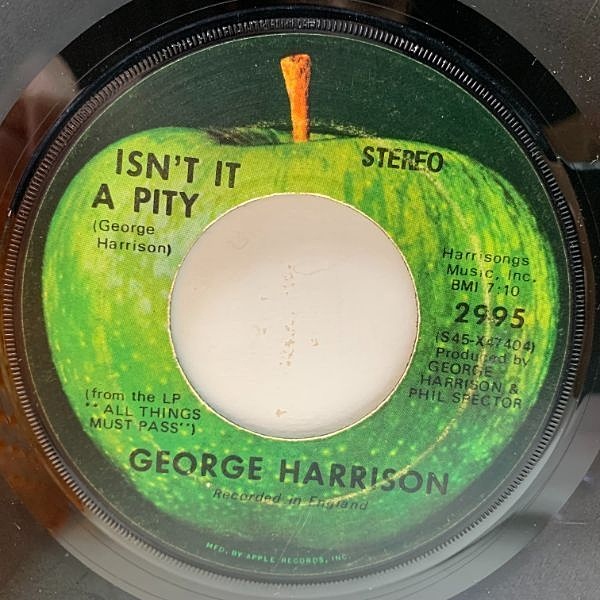 ISN'T IT
A PITY
(George
Harrison)
STEREO
Harrisongs
Music, Inc.
BMI 7:10
2995
(S45-X47404)
Produced by
GEORGE
HARRISON &
PHIL SPECTOR
(from the LP
"ALL THINGS
MUST PASS")
GEORGE HARRISON
Recorded in England
MFD. BY APPLE RECORDS, INC.